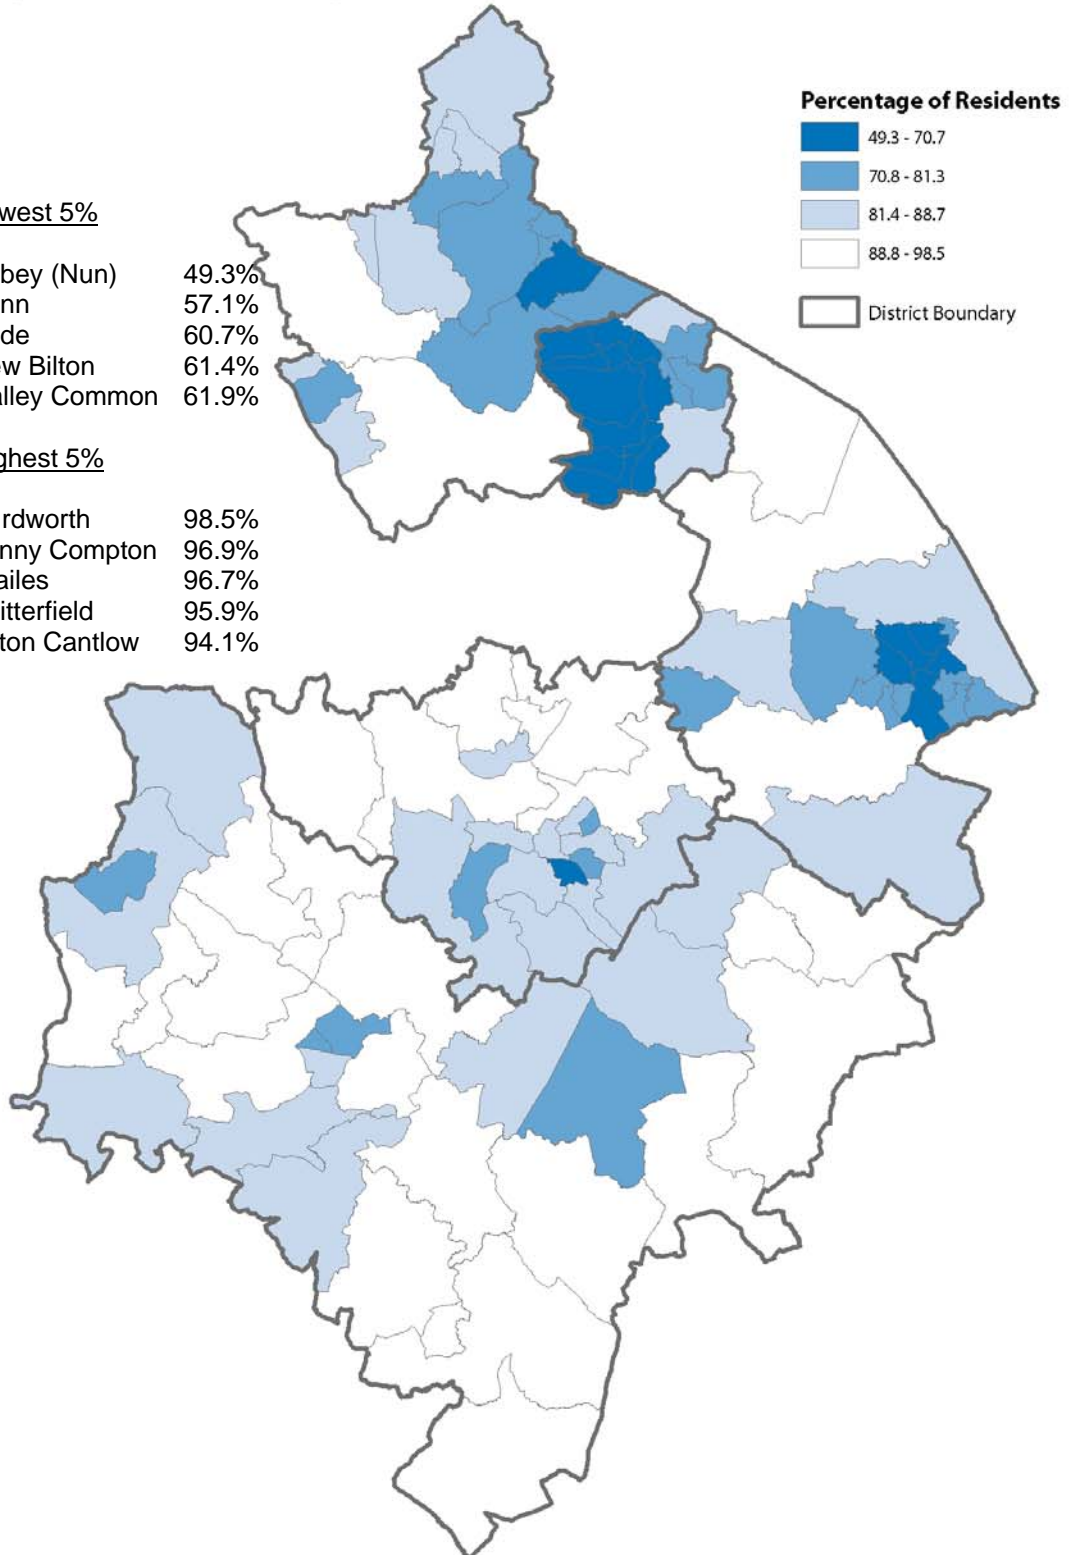 Percentage of Residents
49.3 - 70.7
70.8 - 81.3
81.4 - 88.7
88.8 - 98.5
District Boundary
west 5%
bey (Nun) 49.3%
nn 57.1%
de 60.7%
ew Bilton 61.4%
alley Common 61.9%
ghest 5%
rdworth 98.5%
nny Compton 96.9%
ailes 96.7%
itterfield 95.9%
ton Cantlow 94.1%